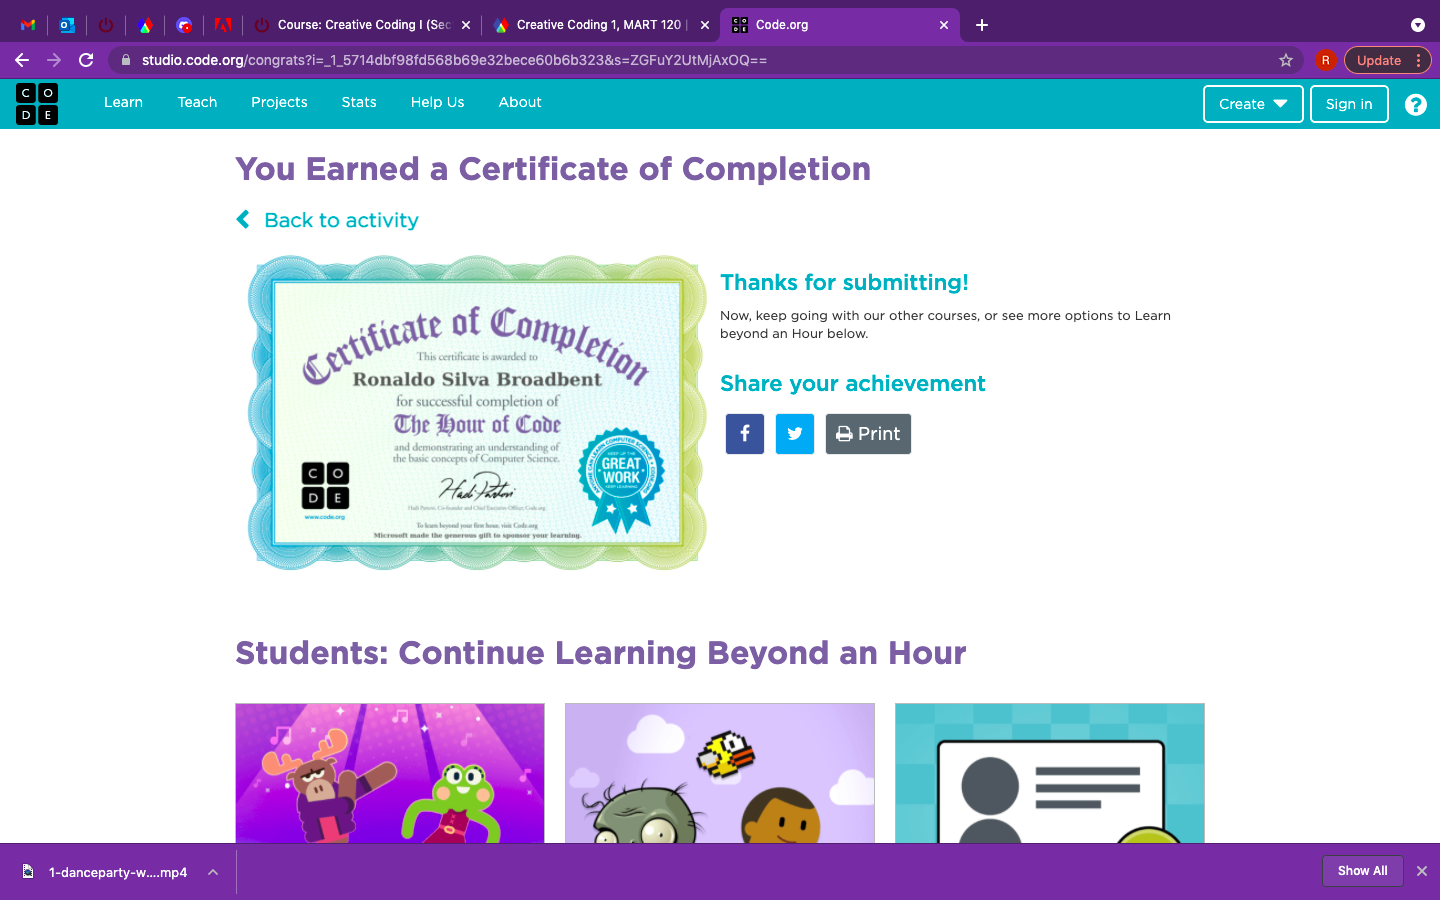 Course: Creative Coding I (Sec
Creative Coding 1, MART 120 |
Code.org
studio.code.org/congrats?i=_1_5714dbf98fd568b69e32bece60b6b323&s=ZGFuY2UtMjAxOQ==
R
Update
C O
D E
Learn
Teach
Projects
Stats
Help Us
About
Create
Sign in
?
You Earned a Certificate of Completion
Back to activity
Certificate of Completion
This certificate is awarded to
Ronaldo Silva Broadbent
for successful completion of
The Hour of Code
and demonstrating an understanding of
the basic concepts of Computer Science.
C O
D E
www.code.org
Hadi Partovi, Co-founder and Chief Executive Officer, Code.org
To learn beyond your first hour, visit Code.org
Microsoft made the generous gift to sponsor your learning.
KEEP UP THE
GREAT
WORK
KEEP LEARNING
Thanks for submitting!
Now, keep going with our other courses, or see more options to Learn
beyond an Hour below.
Share your achievement
Print
Students: Continue Learning Beyond an Hour
1-danceparty-w....mp4
Show All